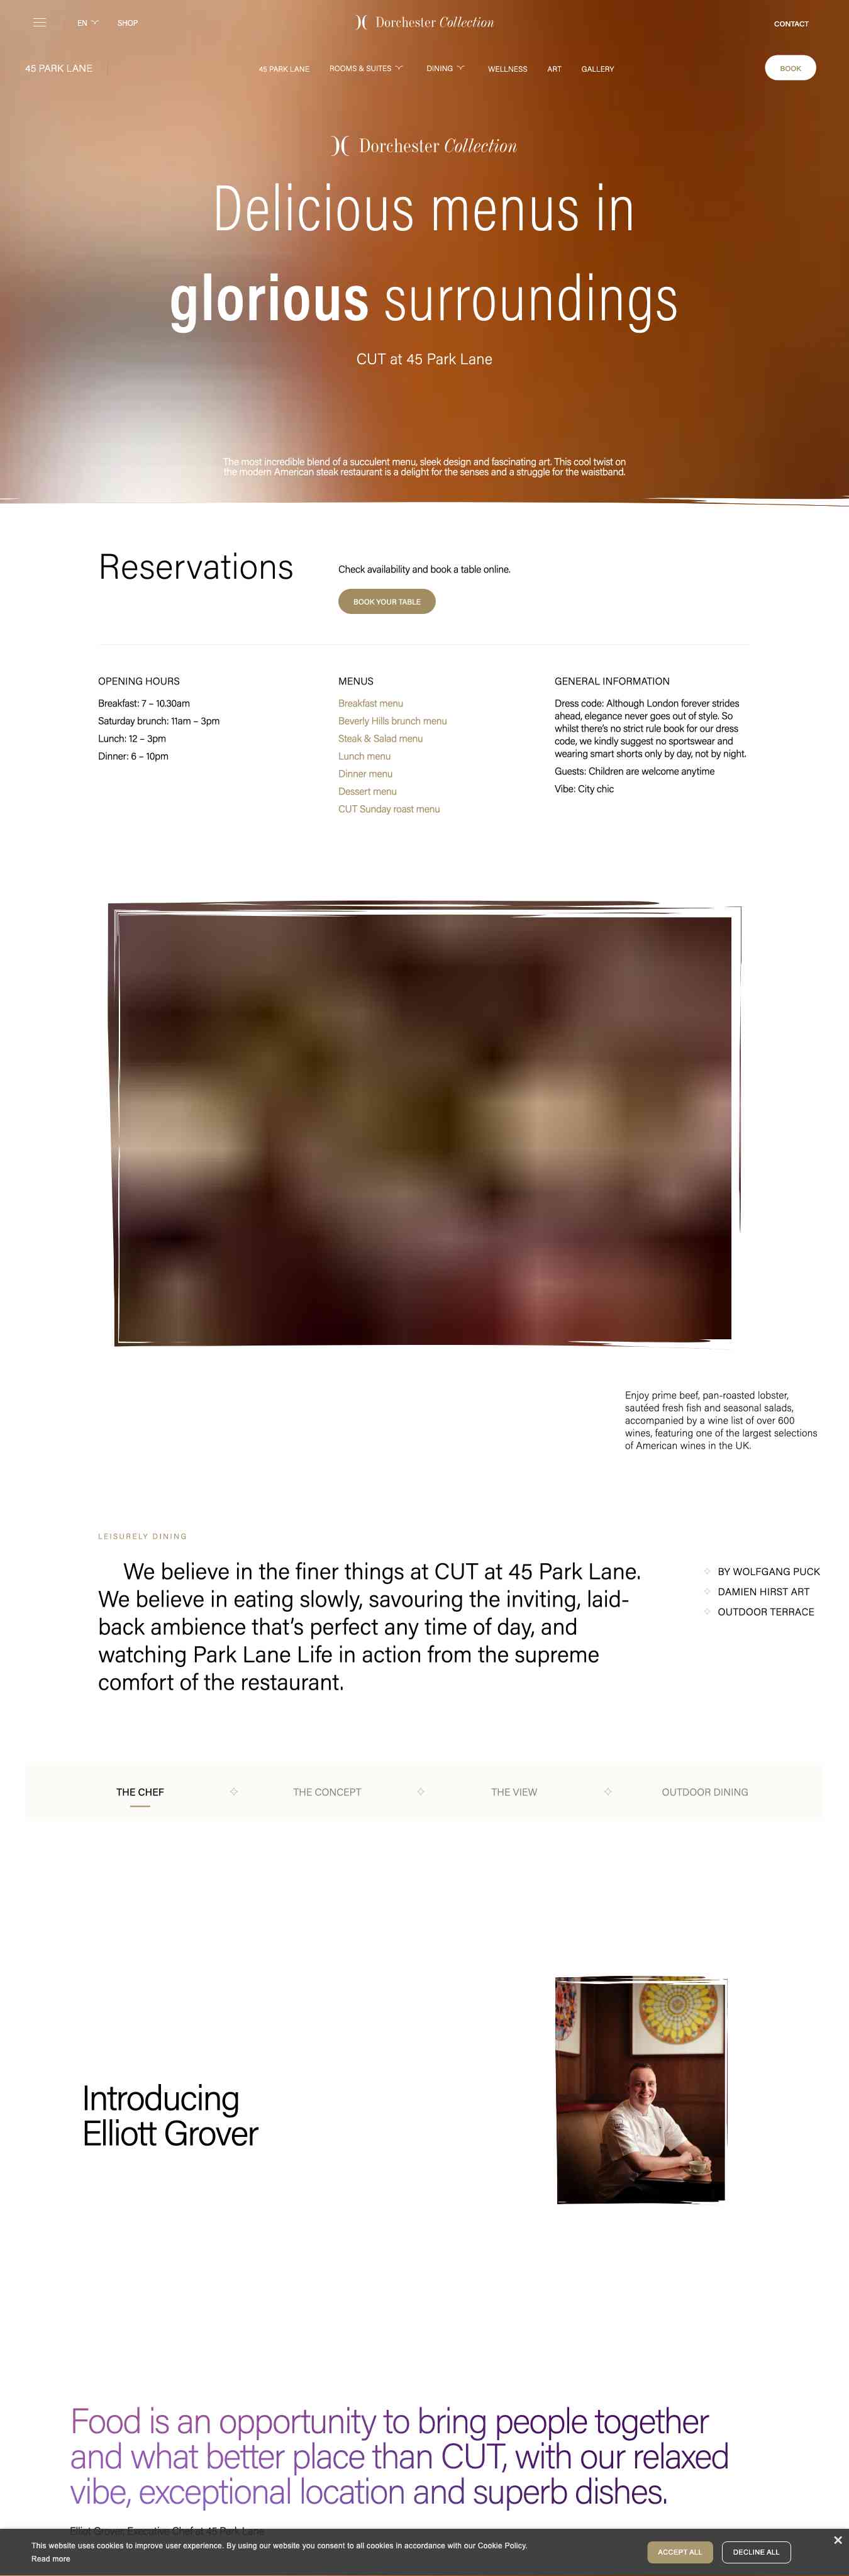 EN
SHOP
Dorchester Collection
CONTACT
45 PARK LANE
45 PARK LANE
ROOMS & SUITES
DINING
WELLNESS
ART
GALLERY
BOOK
Dorchester Collection
Delicious menus in
glorious surroundings
CUT at 45 Park Lane
The most incredible blend of a succulent menu, sleek design and fascinating art. This cool twist on
the modern American steak restaurant is a delight for the senses and a struggle for the waistband.
Reservations
Check availability and book a table online.
BOOK YOUR TABLE
OPENING HOURS
Breakfast: 7 – 10.30am
Saturday brunch: 11am – 3pm
Lunch: 12 – 3pm
Dinner: 6 – 10pm
MENUS
Breakfast menu
Beverly Hills brunch menu
Steak & Salad menu
Lunch menu
Dinner menu
Dessert menu
CUT Sunday roast menu
GENERAL INFORMATION
Dress code: Although London forever strides
ahead, elegance never goes out of style. So
whilst there's no strict rule book for our dress
code, we kindly suggest no sportswear and
wearing smart shorts only by day, not by night.
Guests: Children are welcome anytime
Vibe: City chic
Enjoy prime beef, pan-roasted lobster,
sautéed fresh fish and seasonal salads,
accompanied by a wine list of over 600
wines, featuring one of the largest selections
of American wines in the UK.
LEISURELY DINING
We believe in the finer things at CUT at 45 Park Lane.
We believe in eating slowly, savouring the inviting, laid-
back ambience that's perfect any time of day, and
watching Park Lane Life in action from the supreme
comfort of the restaurant.
BY WOLFGANG PUCK
DAMIEN HIRST ART
OUTDOOR TERRACE
THE CHEF
THE CONCEPT
THE VIEW
OUTDOOR DINING
Introducing
Elliott Grover
Food is an opportunity to bring people together
and what better place than CUT, with our relaxed
vibe, exceptional location and superb dishes.
Elliot Grover, Executive Chef at 45 Park Lane
This website uses cookies to improve user experience. By using our website you consent to all cookies in accordance with our Cookie Policy.
Read more
ACCEPT ALL
DECLINE ALL